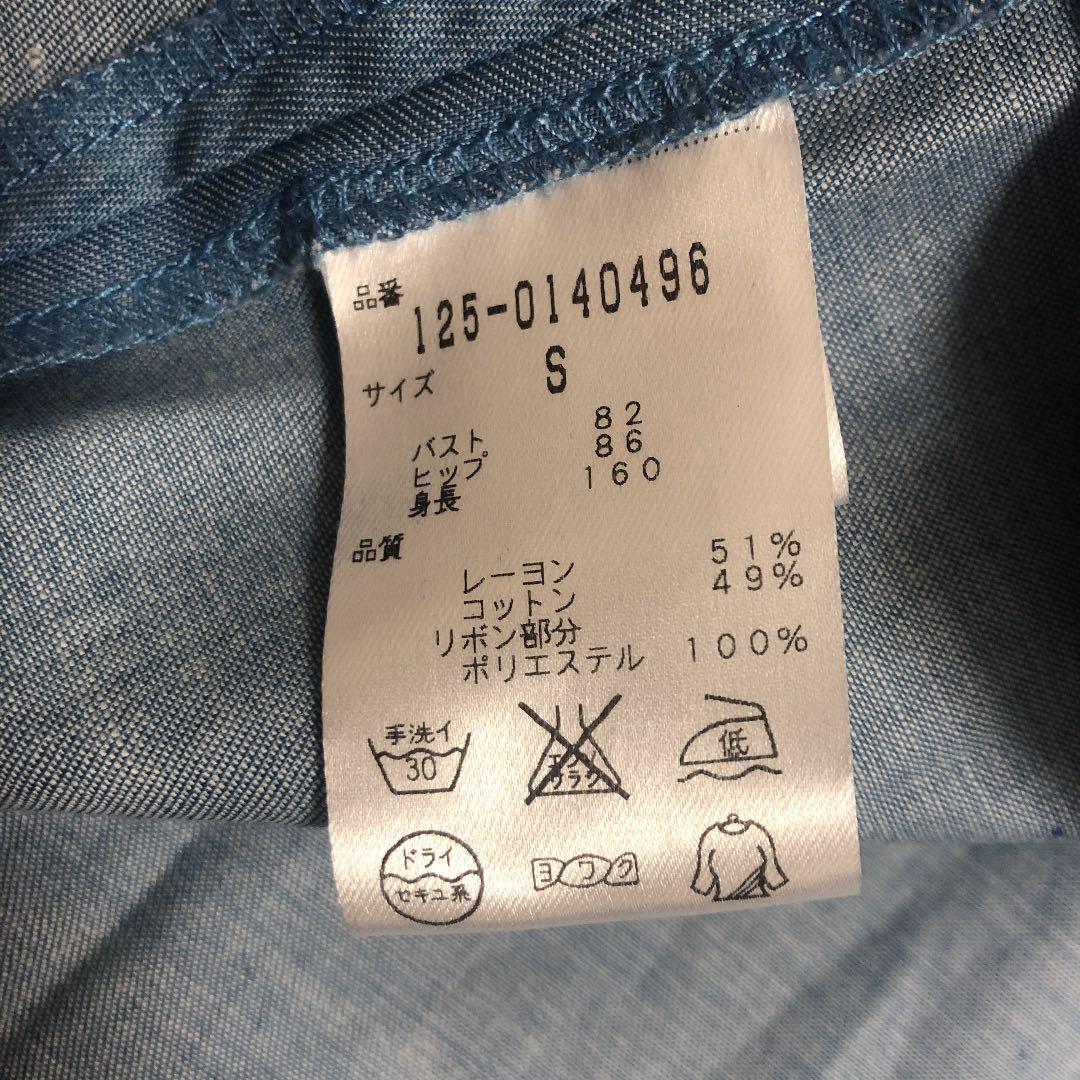 品番 125-0140496
サイズ S
バスト 82
ヒップ 86
身長 160
品質
レーヨン 51%
コットン 49%
リボン部分
ポリエステル 100%
手洗イ
30
低
ドライ
セキユ系
ヨワク